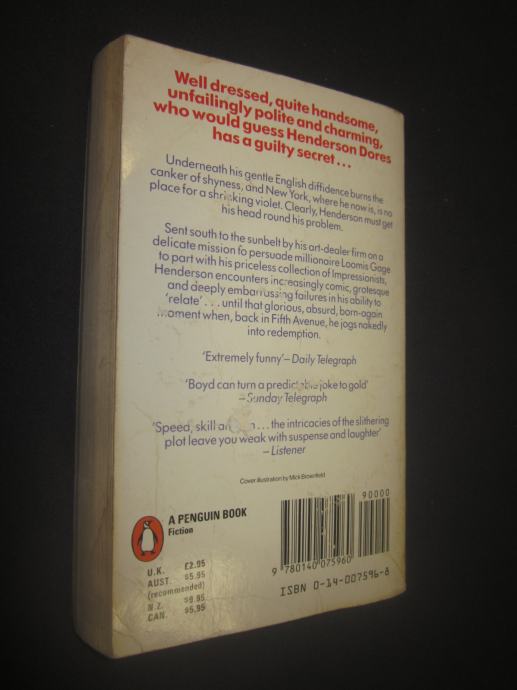 Well dressed, quite handsome,
unfailingly polite and charming,
who would guess Henderson Dores
has a guilty secret...
Underneath his gentle English diffidence burns the
canker of shyness, and New York, where he now is, is no
place for a shrinking violet. Clearly, Henderson must get
his head round his problem.
Sent south to the sunbelt by his art-dealer firm on a
delicate mission to persuade millionaire Loomis Gage
to part with his priceless collection of Impressionists,
Henderson encounters increasingly comic, grotesque
and deeply embarrassing failures in his ability to
'relate'... until that glorious, absurd, born-again
moment when, back in Fifth Avenue, he jogs nakedly
into redemption.
'Extremely funny' – Daily Telegraph
'Boyd can turn a predictable joke to gold'
– Sunday Telegraph
'Speed, skill ... the intricacies of the slithering
plot leave you weak with suspense and laughter'
– Listener
Cover illustration by Mick Brownfield
A PENGUIN BOOK
Fiction
U.K. £2.95
AUST. $5.95
(recommended)
N.Z. $9.95
CAN. $5.95
90000
9 780140 075960
ISBN 0-14-007596-8